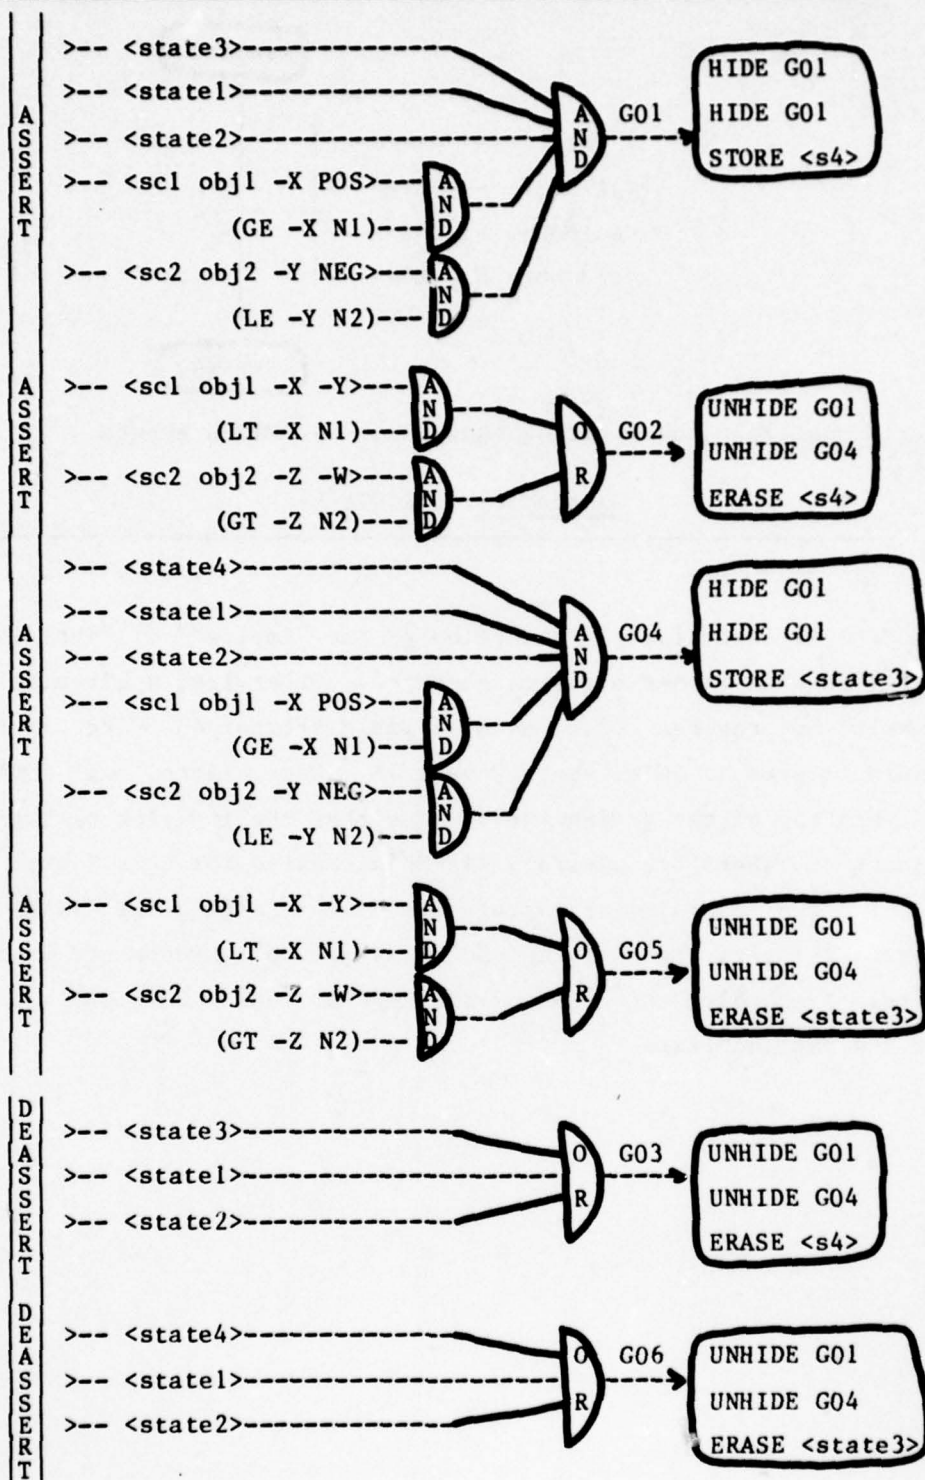 ASSERT
>-- <state3>
>-- <state1>
>-- <state2>
>-- <sc1 obj1 -X POS>
(GE -X N1)
>-- <sc2 obj2 -Y NEG>
(LE -Y N2)
AND
AND
AND
G01
HIDE G01
HIDE G01
STORE <s4>
ASSERT
>-- <sc1 obj1 -X -Y>
(LT -X N1)
>-- <sc2 obj2 -Z -W>
(GT -Z N2)
AND
AND
OR
G02
UNHIDE G01
UNHIDE G04
ERASE <s4>
ASSERT
>-- <state4>
>-- <state1>
>-- <state2>
>-- <sc1 obj1 -X POS>
(GE -X N1)
>-- <sc2 obj2 -Y NEG>
(LE -Y N2)
AND
AND
AND
G04
HIDE G01
HIDE G01
STORE <state3>
ASSERT
>-- <sc1 obj1 -X -Y>
(LT -X N1)
>-- <sc2 obj2 -Z -W>
(GT -Z N2)
AND
AND
OR
G05
UNHIDE G01
UNHIDE G04
ERASE <state3>
DEASSERT
>-- <state3>
>-- <state1>
>-- <state2>
OR
G03
UNHIDE G01
UNHIDE G04
ERASE <s4>
DEASSERT
>-- <state4>
>-- <state1>
>-- <state2>
OR
G06
UNHIDE G01
UNHIDE G04
ERASE <state3>